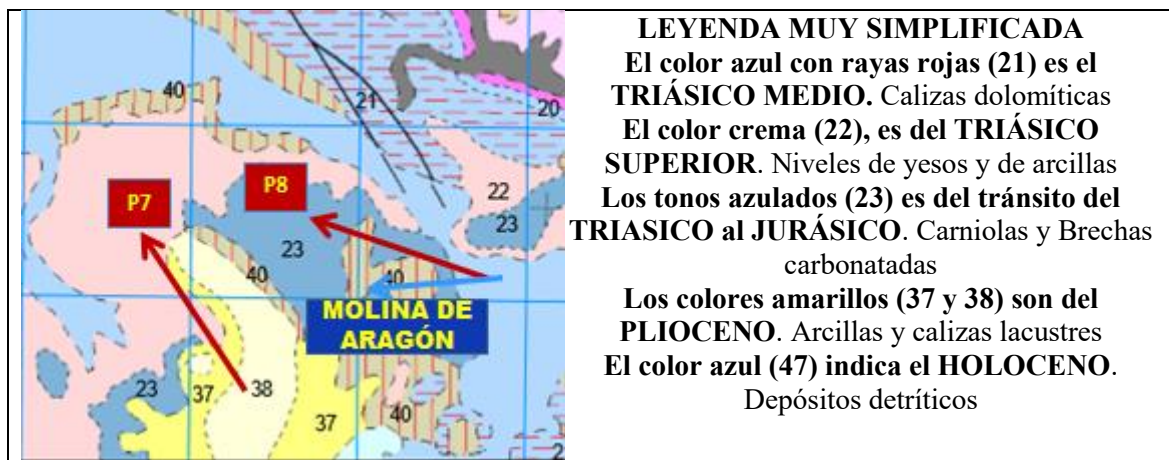 40
21
20
P7
P8
22
23
23
40
40
MOLINA DE
ARAGÓN
23
37
38
37
40
LEYENDA MUY SIMPLIFICADA
El color azul con rayas rojas (21) es el
TRIÁSICO MEDIO. Calizas dolomíticas
El color crema (22), es del TRIÁSICO
SUPERIOR. Niveles de yesos y de arcillas
Los tonos azulados (23) es del tránsito del
TRIASICO al JURÁSICO. Carniolas y Brechas
carbonatadas
Los colores amarillos (37 y 38) son del
PLIOCENO. Arcillas y calizas lacustres
El color azul (47) indica el HOLOCENO.
Depósitos detríticos